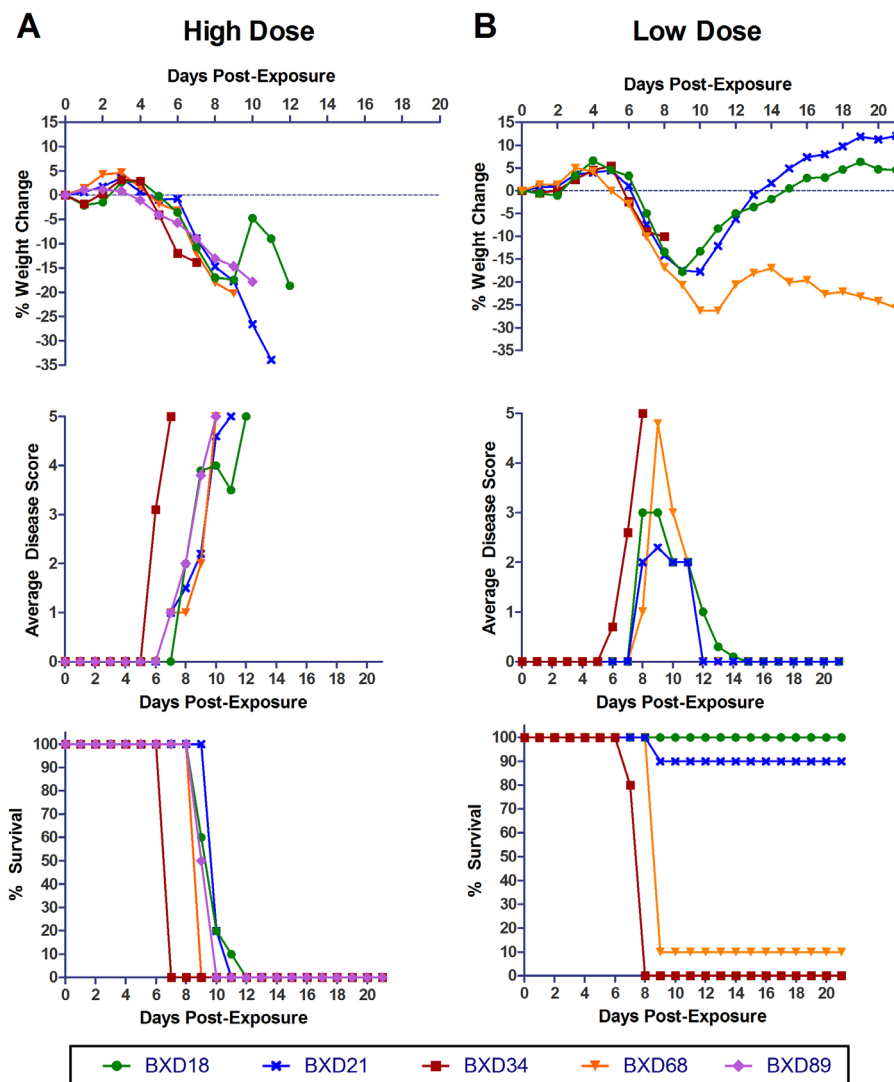 A
High Dose
Days Post-Exposure
0 2 4 6 8 10 12 14 16 18 20
15
10
5
0
-5
-10
-15
-20
-25
-30
-35
% Weight Change
B
Low Dose
Days Post-Exposure
0 2 4 6 8 10 12 14 16 18 20
15
10
5
0
-5
-10
-15
-20
-25
-30
-35
% Weight Change
5
4
3
2
1
0
Average Disease Score
0 2 4 6 8 10 12 14 16 18 20
Days Post-Exposure
5
4
3
2
1
0
Average Disease Score
0 2 4 6 8 10 12 14 16 18 20
Days Post-Exposure
100
90
80
70
60
50
40
30
20
10
0
% Survival
0 2 4 6 8 10 12 14 16 18 20
Days Post-Exposure
100
90
80
70
60
50
40
30
20
10
0
% Survival
0 2 4 6 8 10 12 14 16 18 20
Days Post-Exposure
BXD18 BXD21 BXD34 BXD68 BXD89